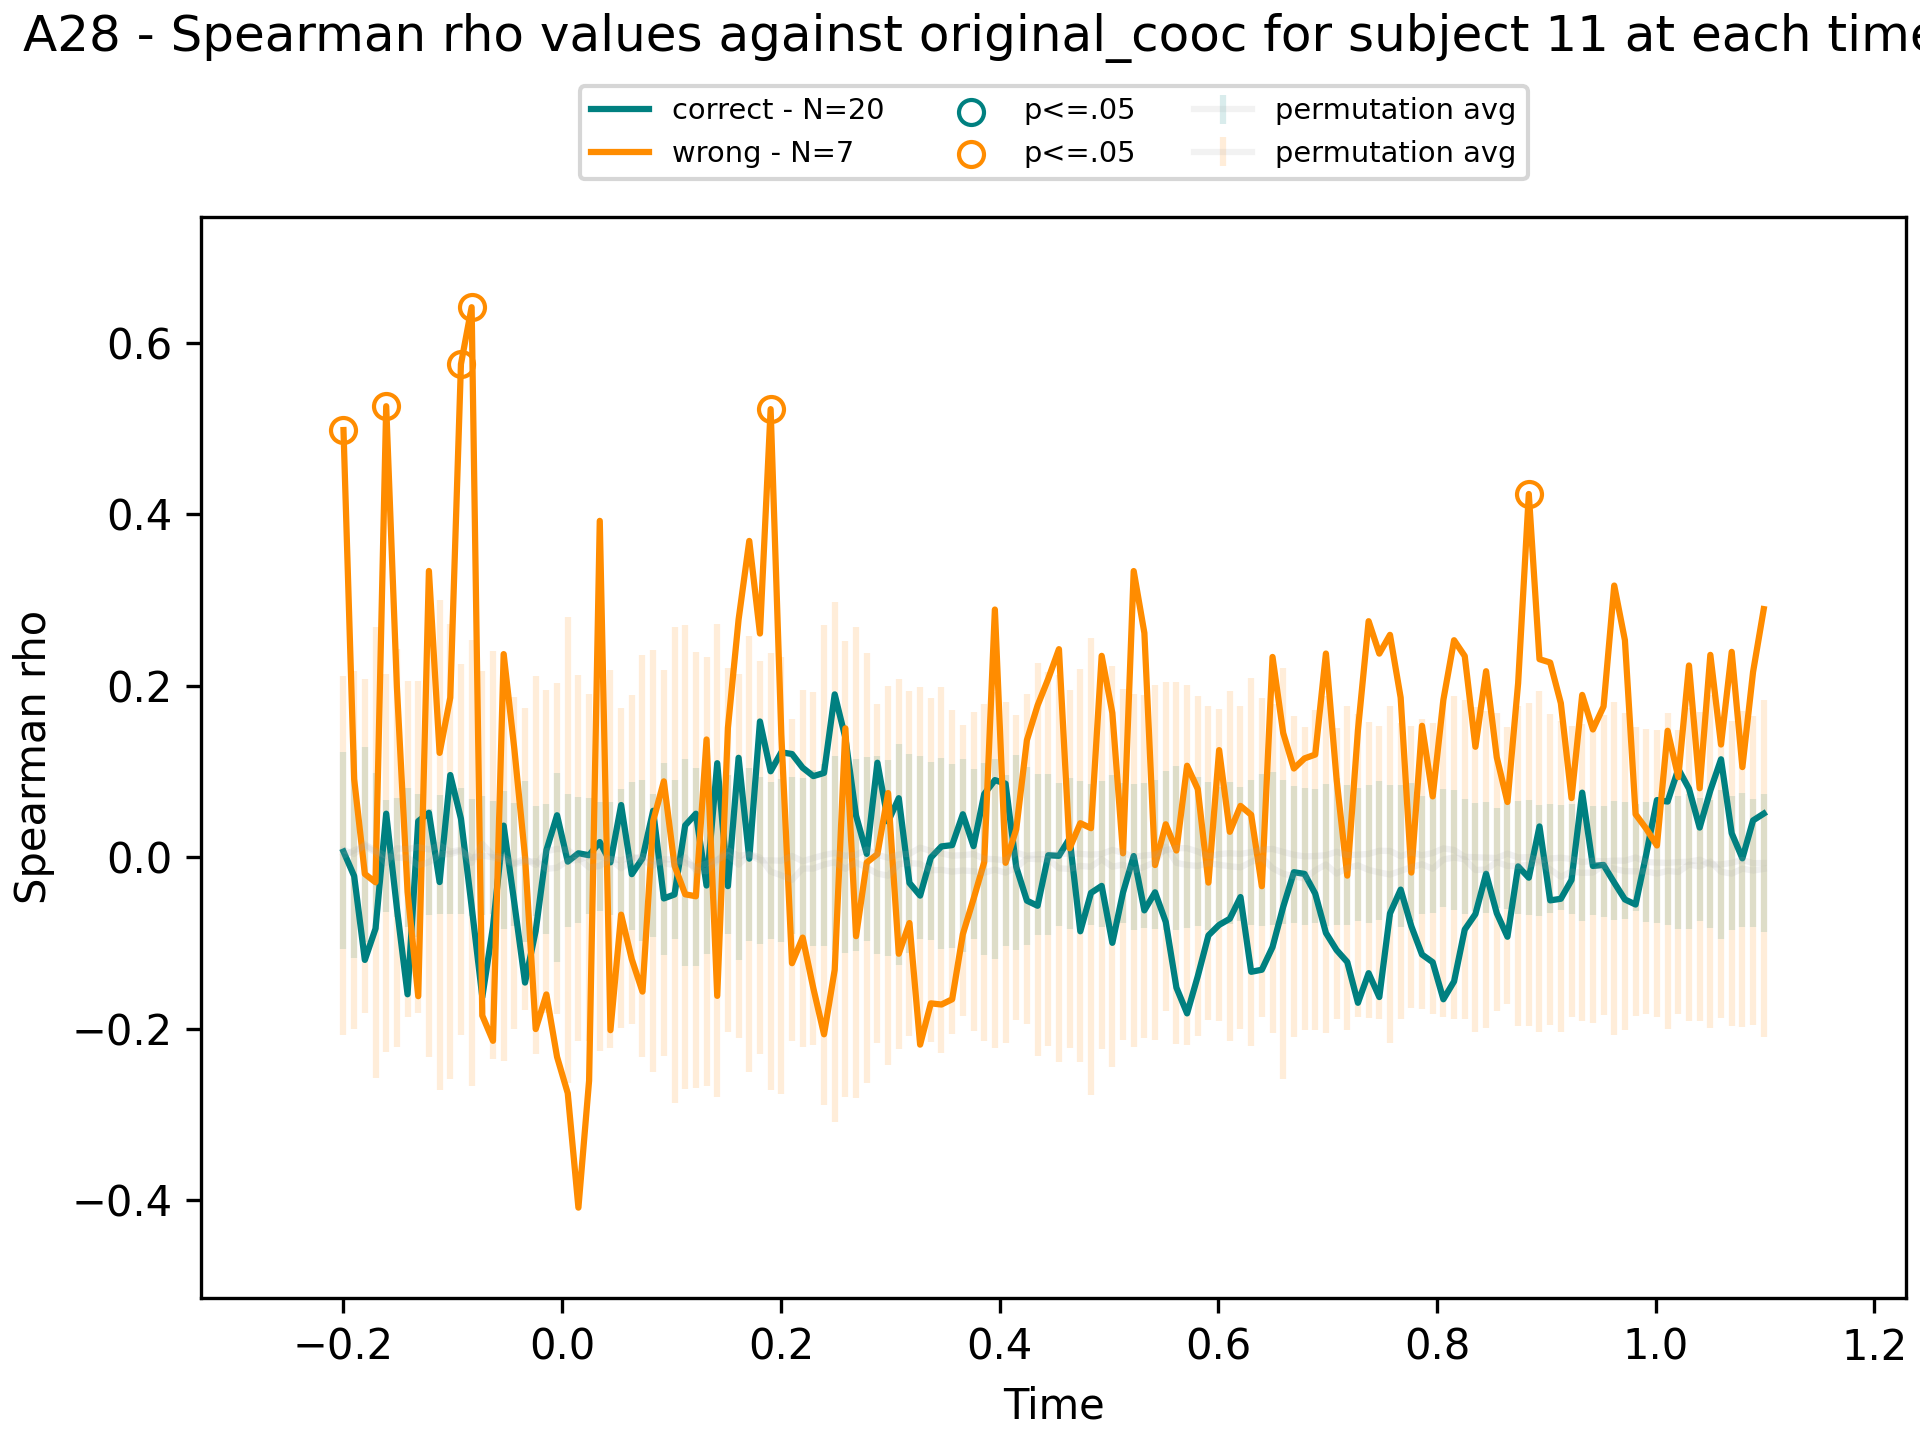 A28 - Spearman rho values against original_cooc for subject 11 at each time
correct - N=20
p<=.05
permutation avg
wrong - N=7
p<=.05
permutation avg
Spearman rho
0.6
0.4
0.2
0.0
−0.2
−0.4
−0.2
0.0
0.2
0.4
0.6
0.8
1.0
1.2
Time